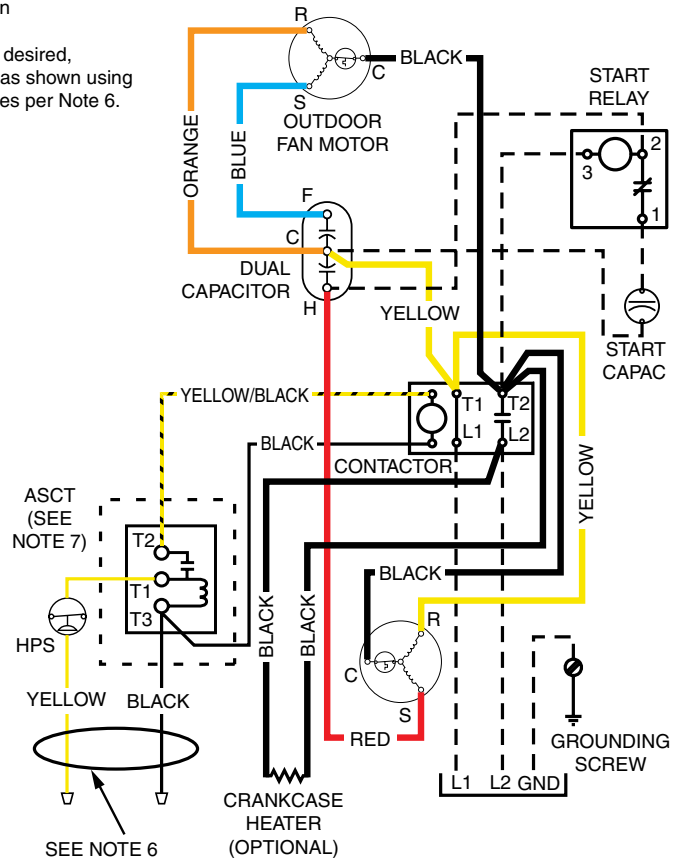 n
desired,
as shown using
es per Note 6.
R
C
S
BLACK
OUTDOOR
FAN MOTOR
ORANGE
BLUE
START
RELAY
2
3
1
F
C
H
DUAL
CAPACITOR
YELLOW
START
CAPAC
YELLOW/BLACK
T1
T2
L1
L2
BLACK
CONTACTOR
YELLOW
ASCT
(SEE
NOTE 7)
T2
T1
T3
HPS
BLACK
BLACK
BLACK
R
C
S
YELLOW
BLACK
RED
GROUNDING
SCREW
L1 L2 GND
CRANKCASE
HEATER
(OPTIONAL)
SEE NOTE 6